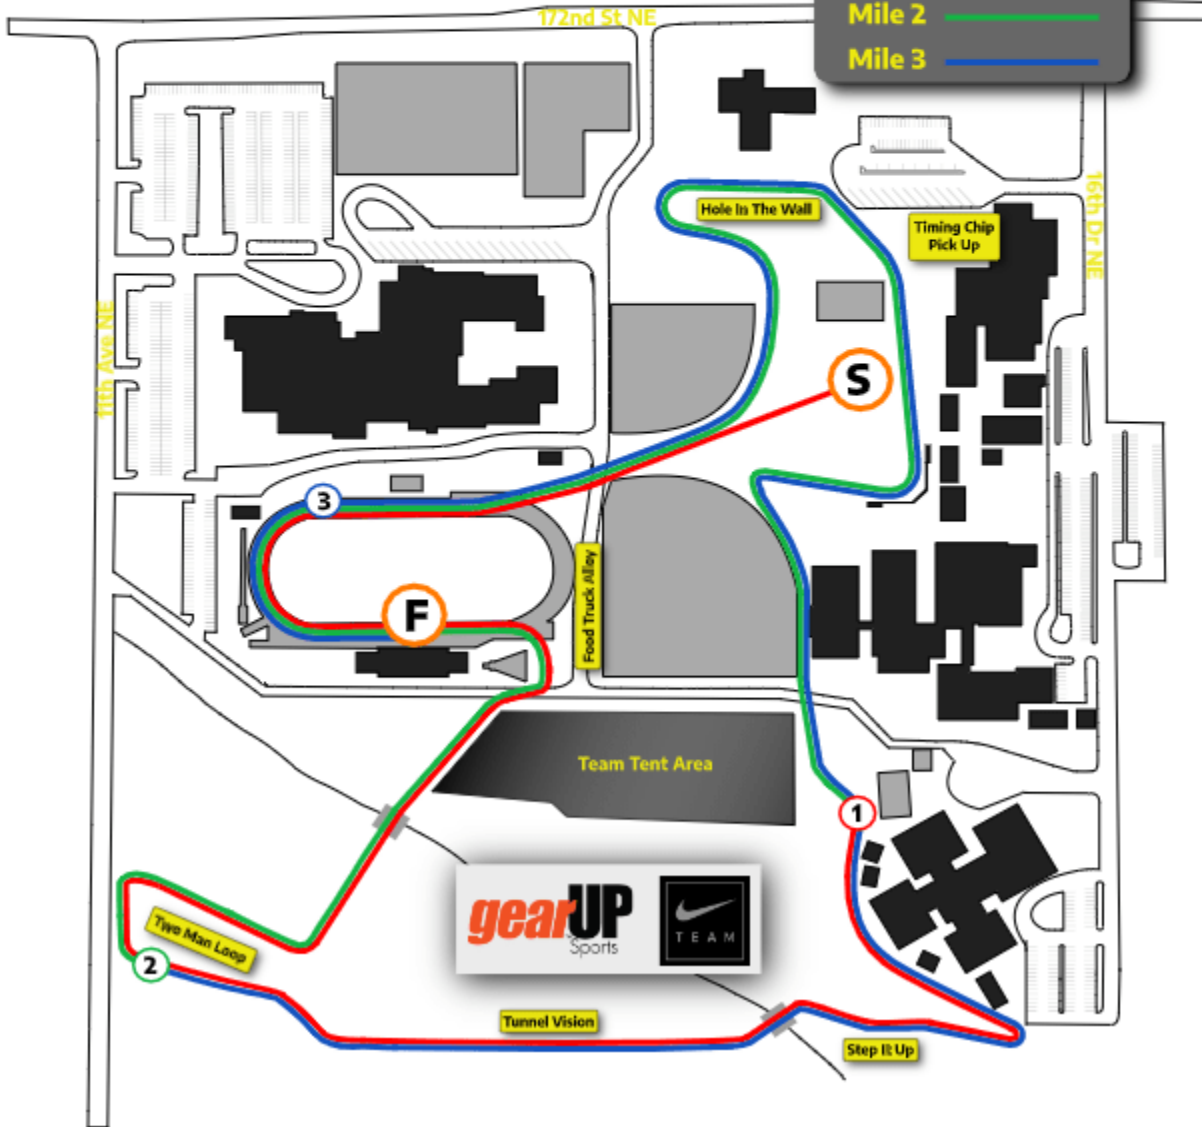 172nd St NE
Mile 2
Mile 3
Hole In The Wall
Timing Chip
Pick Up
16th Dr NE
11th Ave NE
S
3
F
Food Truck Alley
Team Tent Area
1
gearUP
Sports
TEAM
Two Man Loop
2
Tunnel Vision
Step It Up